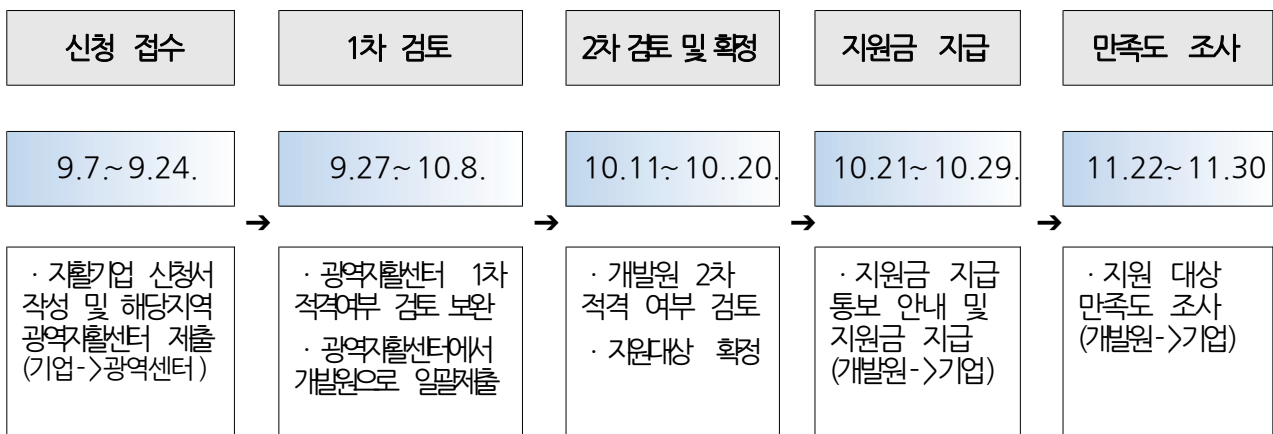 신청 접수
1차 검토
2차 검토 및 확정
지원금 지급
만족도 조사
9.7.~9.24.
9.27~10.8.
10.11~10..20.
10.21~10.29.
11.22~11.30
➔ ➔ ➔ ➔
· 자활기업 신청서
작성 및 해당지역
광역자활센터 제출
(기업->광역센터)
· 광역자활센터 1차
적격여부 검토 보완
· 광역자활센터에서
개발원으로 일괄제출
· 개발원 2차
적격 여부 검토
· 지원대상 확정
· 지원금 지급
통보 안내 및
지원금 지급
(개발원->기업)
· 지원 대상
만족도 조사
(개발원->기업)